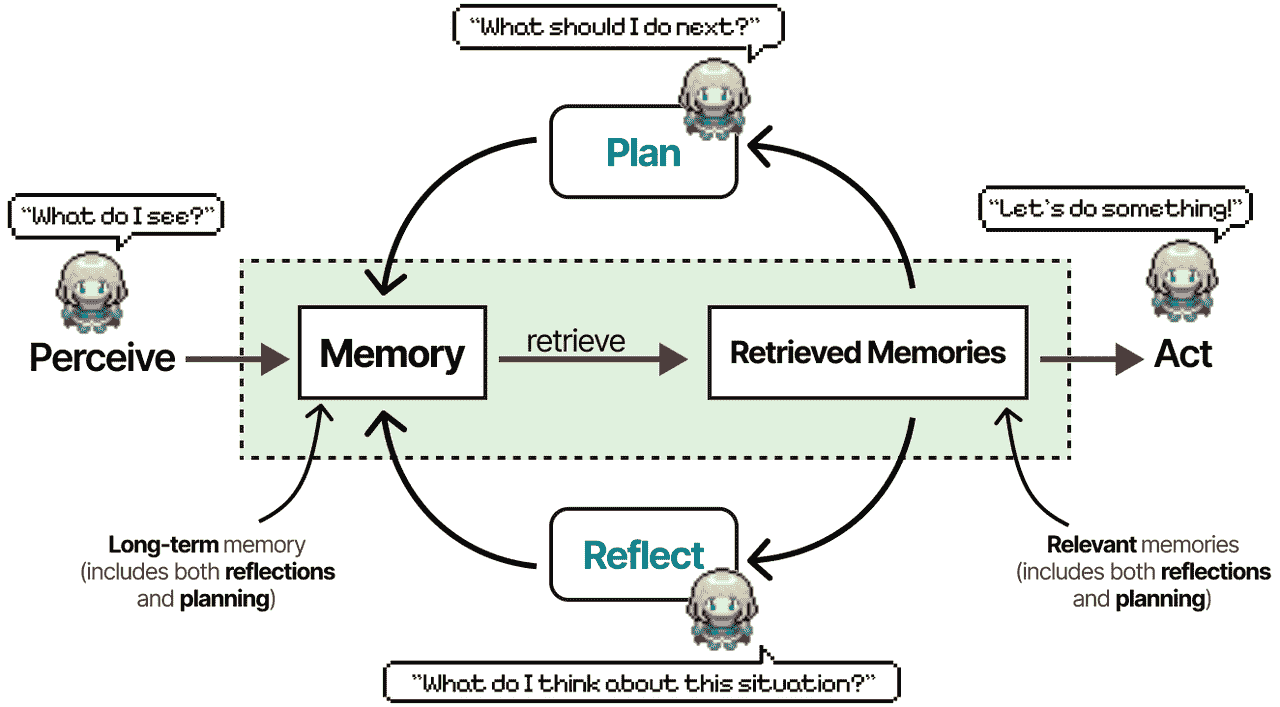 “What should I do next?”
Plan
“What do I see?”
“Let's do something!”
Perceive
Memory
retrieve
Retrieved Memories
Act
Long-term memory
(includes both reflections
and planning)
Reflect
Relevant memories
(includes both reflections
and planning)
“What do I think about this situation?”